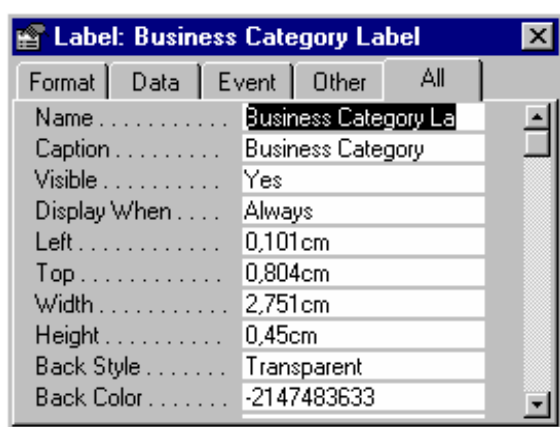 Label: Business Category Label
Format Data Event Other All
Name . . . . . . . . . . . Business Category La
Caption . . . . . . . . . Business Category
Visible . . . . . . . . . . Yes
Display When . . . . Always
Left . . . . . . . . . . . . 0,101cm
Top . . . . . . . . . . . . 0,804cm
Width . . . . . . . . . . . 2,751cm
Height . . . . . . . . . . 0,45cm
Back Style . . . . . . . Transparent
Back Color . . . . . . . -2147483633